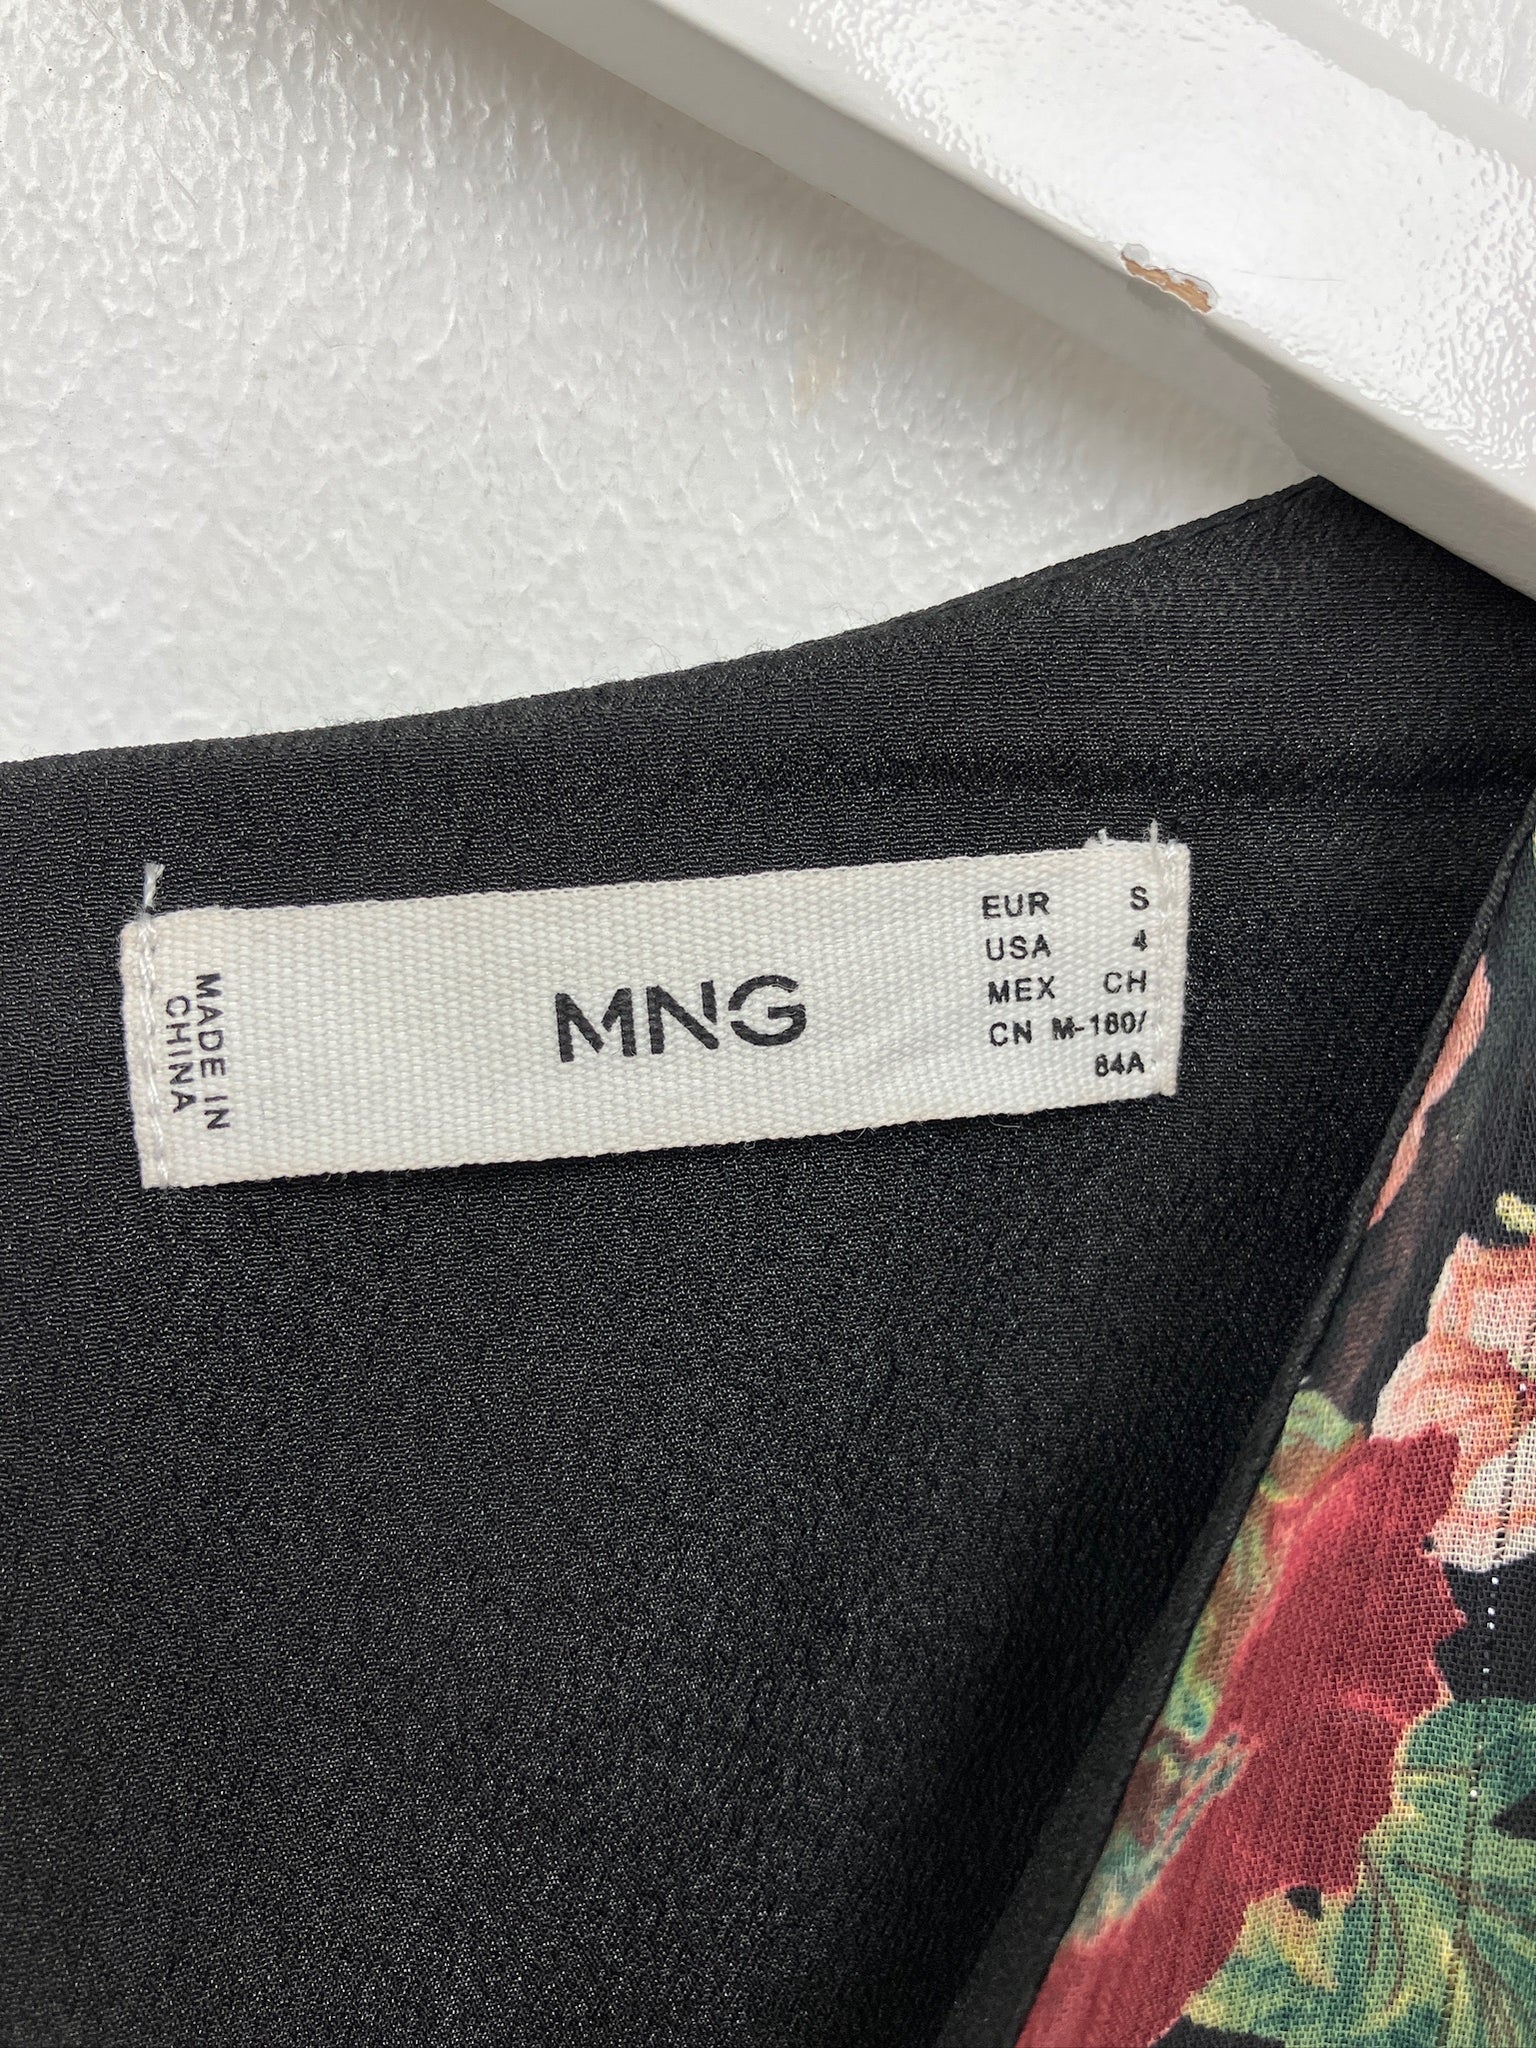 MADE IN
CHINA
MNG
EUR S
USA 4
MEX CH
CN M-160/
84A